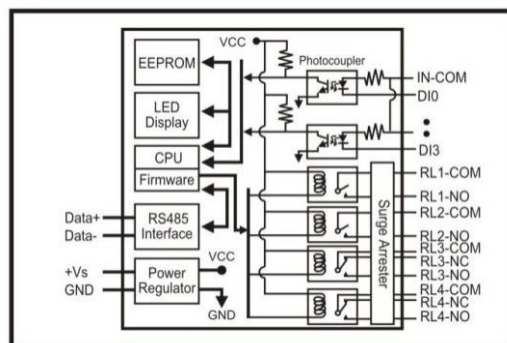 VCC
EEPROM
Photocoupler
IN-COM
DI0
LED
Display
CPU
Firmware
DI3
RL1-COM
RL1-NO
RL2-COM
RL2-NO
RL3-COM
RL3-NC
RL3-NO
RL4-COM
RL4-NC
RL4-NO
Surge Arrester
Data+
Data-
RS485
Interface
+Vs
GND
Power
Regulator
VCC
GND